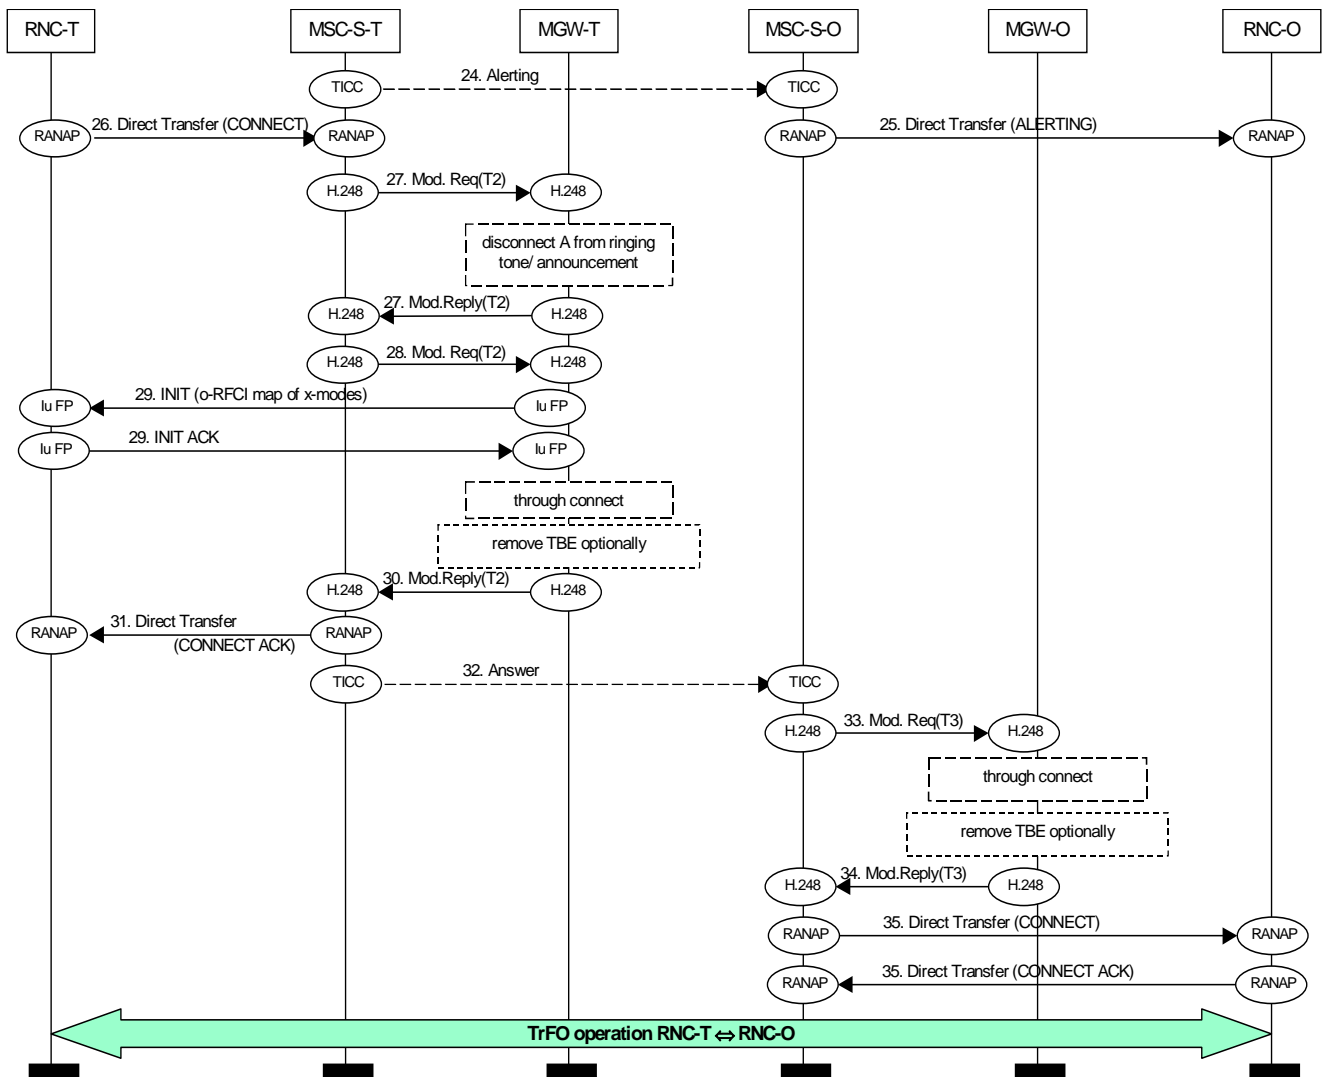 RNC-T MSC-S-T MGW-T MSC-S-O MGW-O RNC-O
TICC 24. Alerting TICC
RANAP 26. Direct Transfer (CONNECT) RANAP RANAP 25. Direct Transfer (ALERTING) RANAP
H.248 27. Mod. Req(T2) H.248
disconnect A from ringing
tone/ announcement
H.248 27. Mod.Reply(T2) H.248
H.248 28. Mod. Req(T2) H.248
Iu FP 29. INIT (o-RFCI map of x-modes) Iu FP
Iu FP 29. INIT ACK Iu FP
through connect
remove TBE optionally
H.248 30. Mod.Reply(T2) H.248
RANAP 31. Direct Transfer RANAP
(CONNECT ACK)
TICC 32. Answer TICC
H.248 33. Mod. Req(T3) H.248
through connect
remove TBE optionally
H.248 34. Mod.Reply(T3) H.248
RANAP 35. Direct Transfer (CONNECT) RANAP
RANAP 35. Direct Transfer (CONNECT ACK) RANAP
TrFO operation RNC-T ⇔ RNC-O